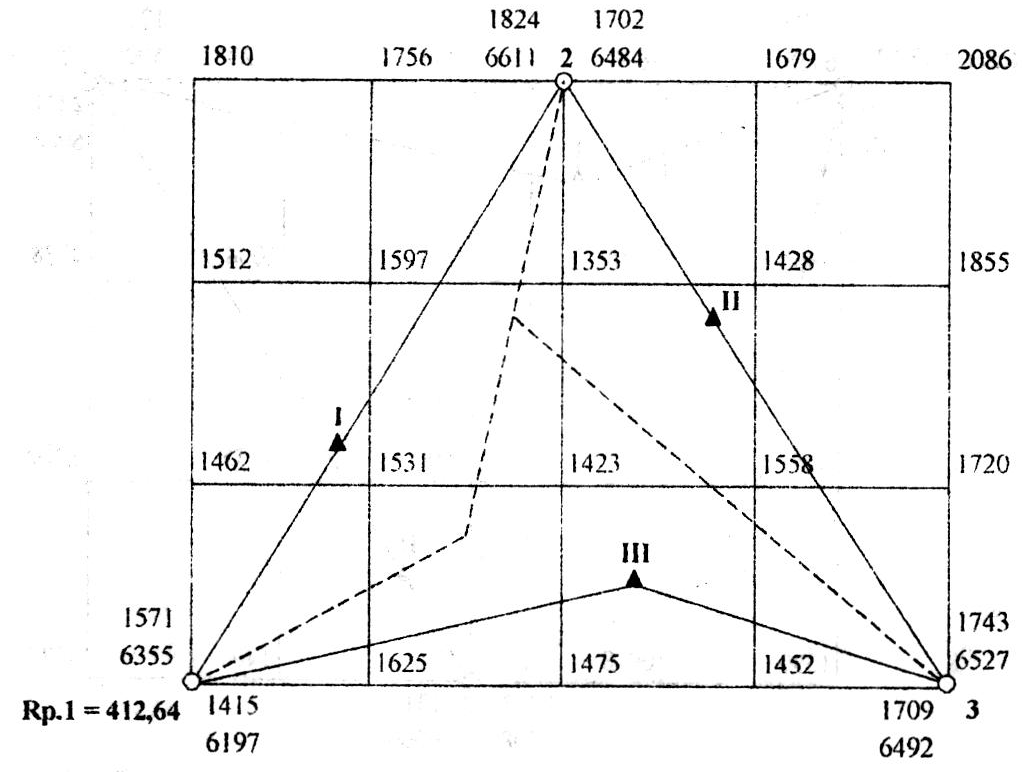 1824 1702
1810 1756 6611 2 6484 1679 2086
1512 1597 1353 1428 1855
II
I
1462 1531 1423 1558 1720
III
1571 1743
6355 1625 1475 1452 6527
Rp.1 = 412,64 1415 1709 3
6197 6492